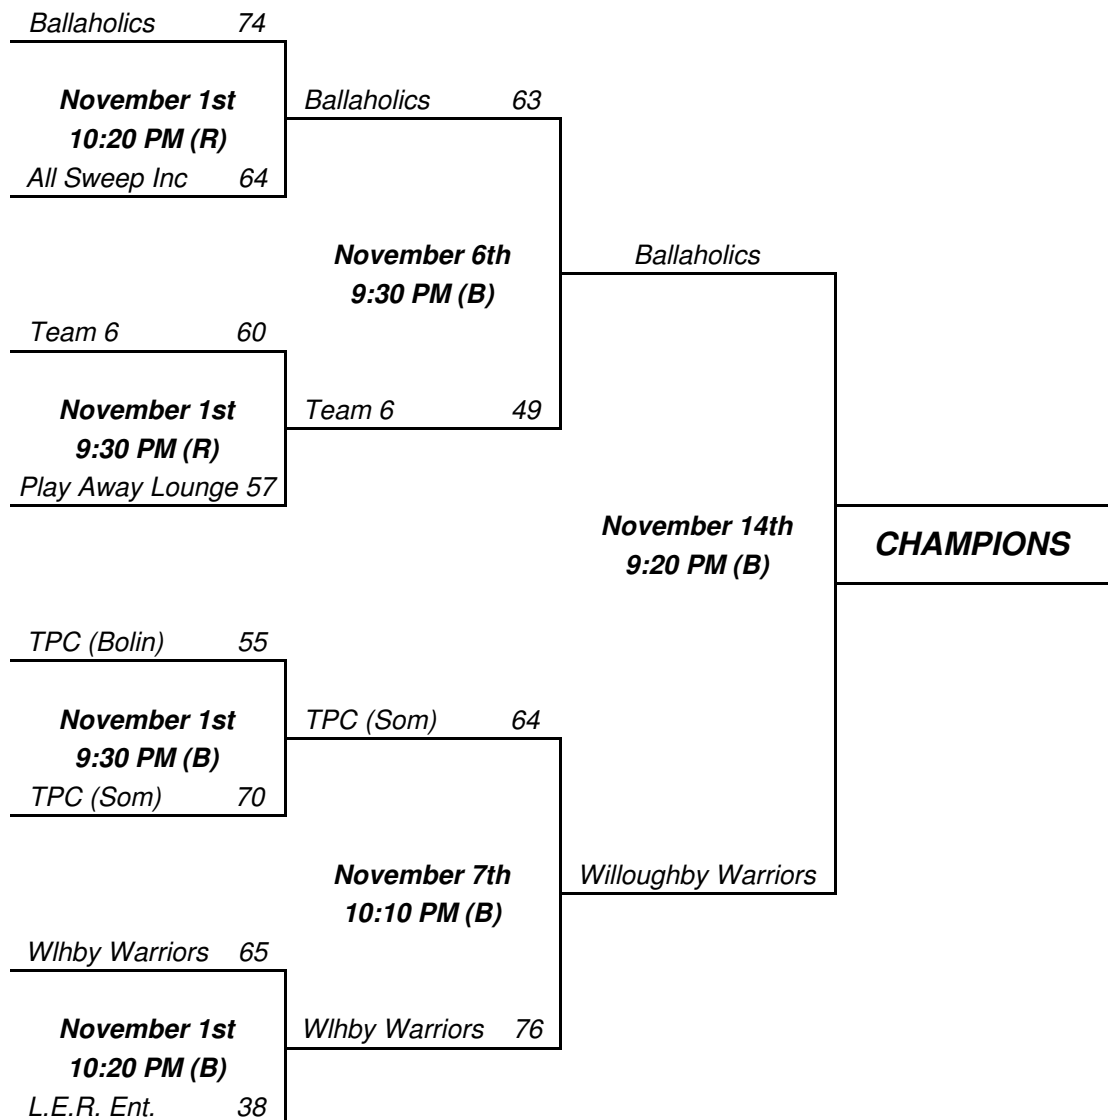 Ballaholics 74
November 1st
10:20 PM (R)
All Sweep Inc 64
Ballaholics 63
November 6th
9:30 PM (B)
Team 6 60
November 1st
9:30 PM (R)
Play Away Lounge 57
Team 6 49
Ballaholics
November 14th
9:20 PM (B)
CHAMPIONS
TPC (Bolin) 55
November 1st
9:30 PM (B)
TPC (Som) 70
TPC (Som) 64
November 7th
10:10 PM (B)
Willoughby Warriors
Wlhby Warriors 65
November 1st
10:20 PM (B)
L.E.R. Ent. 38
Wlhby Warriors 76